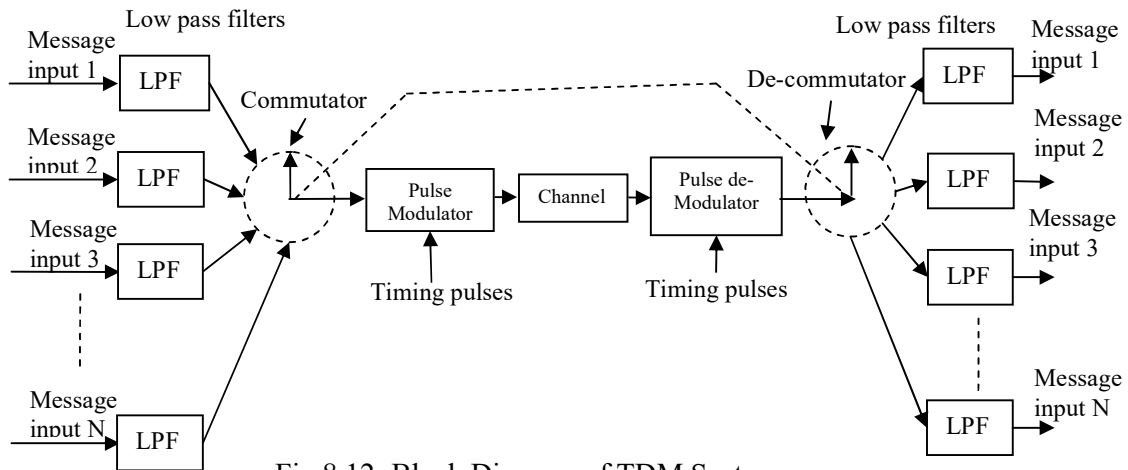 Low pass filters
Low pass filters
Message
input 1
LPF
Message
input 2
LPF
Message
input 3
LPF
Message
input N
LPF
Commutator
Pulse
Modulator
Timing pulses
Channel
Pulse de-
Modulator
Timing pulses
De-commutator
LPF
Message
input 1
LPF
Message
input 2
LPF
Message
input 3
LPF
Message
input N
Fig 8.12. Block Diagram of TDM Syst